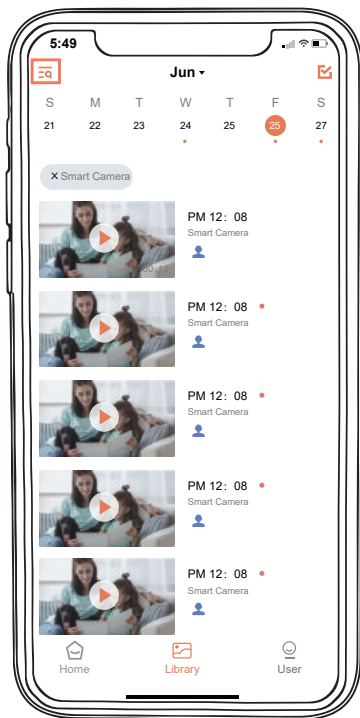 5:49
Jun
S M T W T F S
21 22 23 24 25 25 27
× Smart Camera
PM 12: 08
Smart Camera
PM 12: 08
Smart Camera
PM 12: 08
Smart Camera
PM 12: 08
Smart Camera
PM 12: 08
Smart Camera
Home Library User